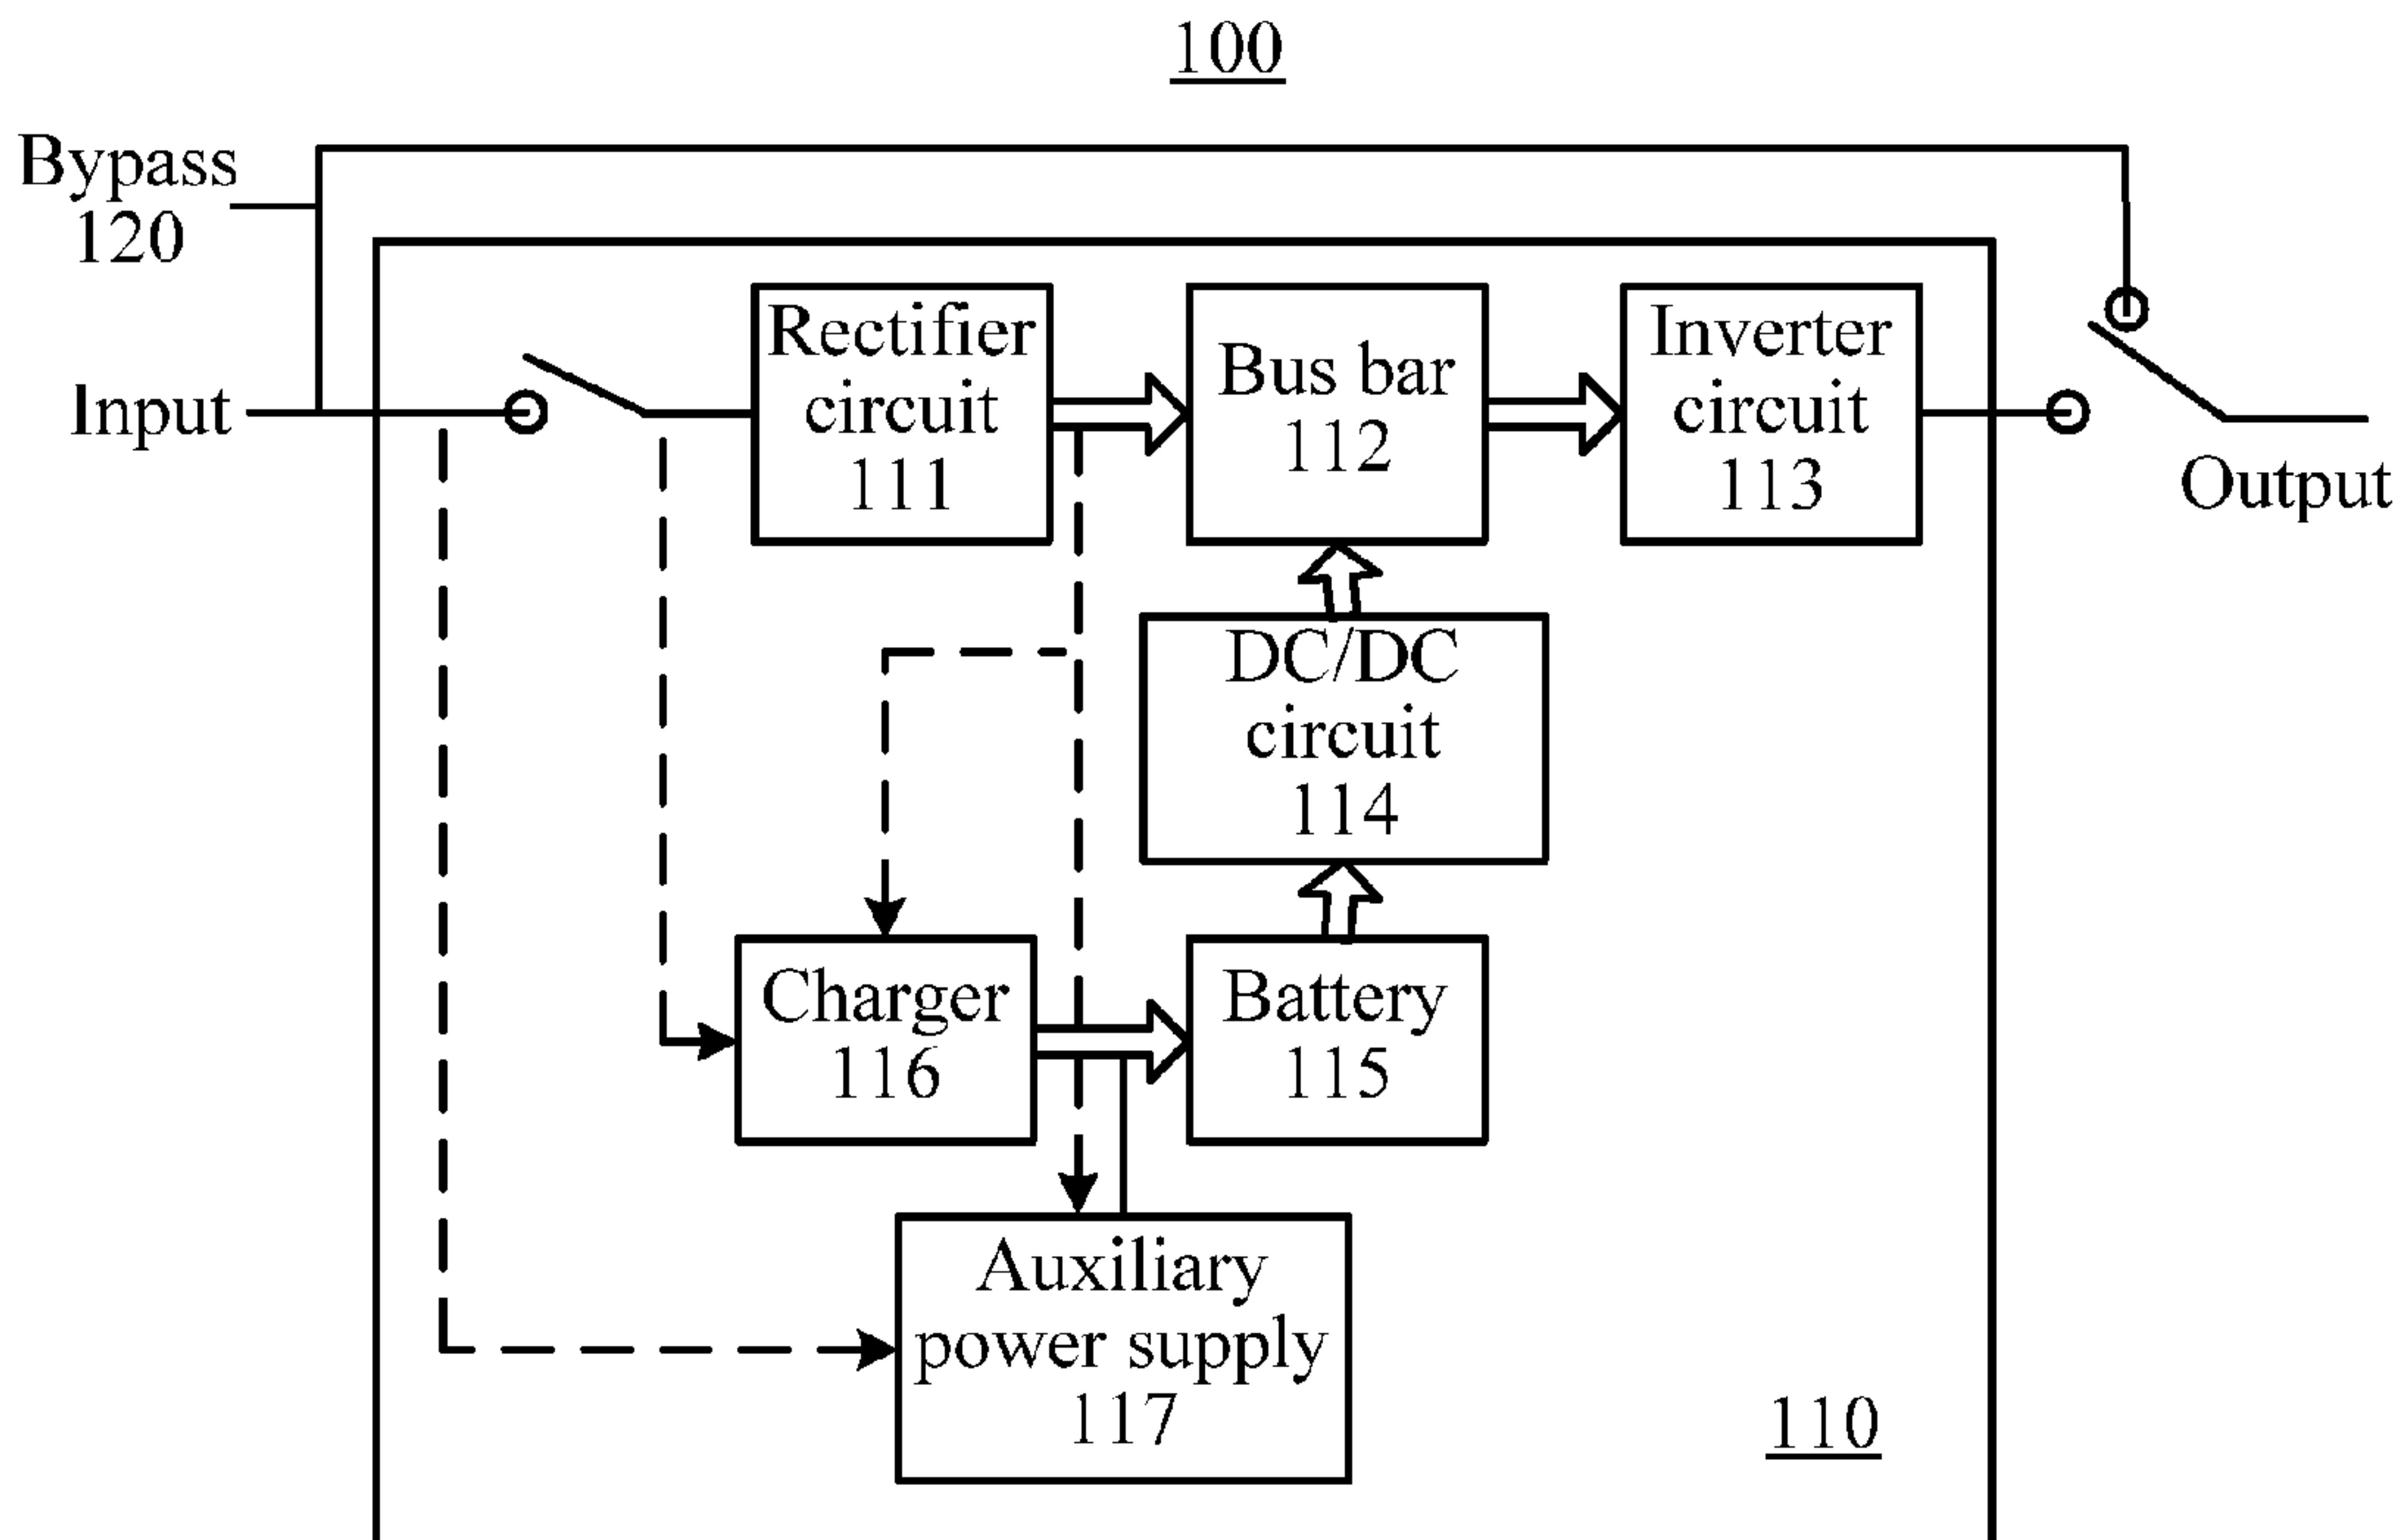 100
Bypass
120
Input
Rectifier
circuit
111
Bus bar
112
Inverter
circuit
113
Output
DC/DC
circuit
114
Charger
116
Battery
115
Auxiliary
power supply
117
110